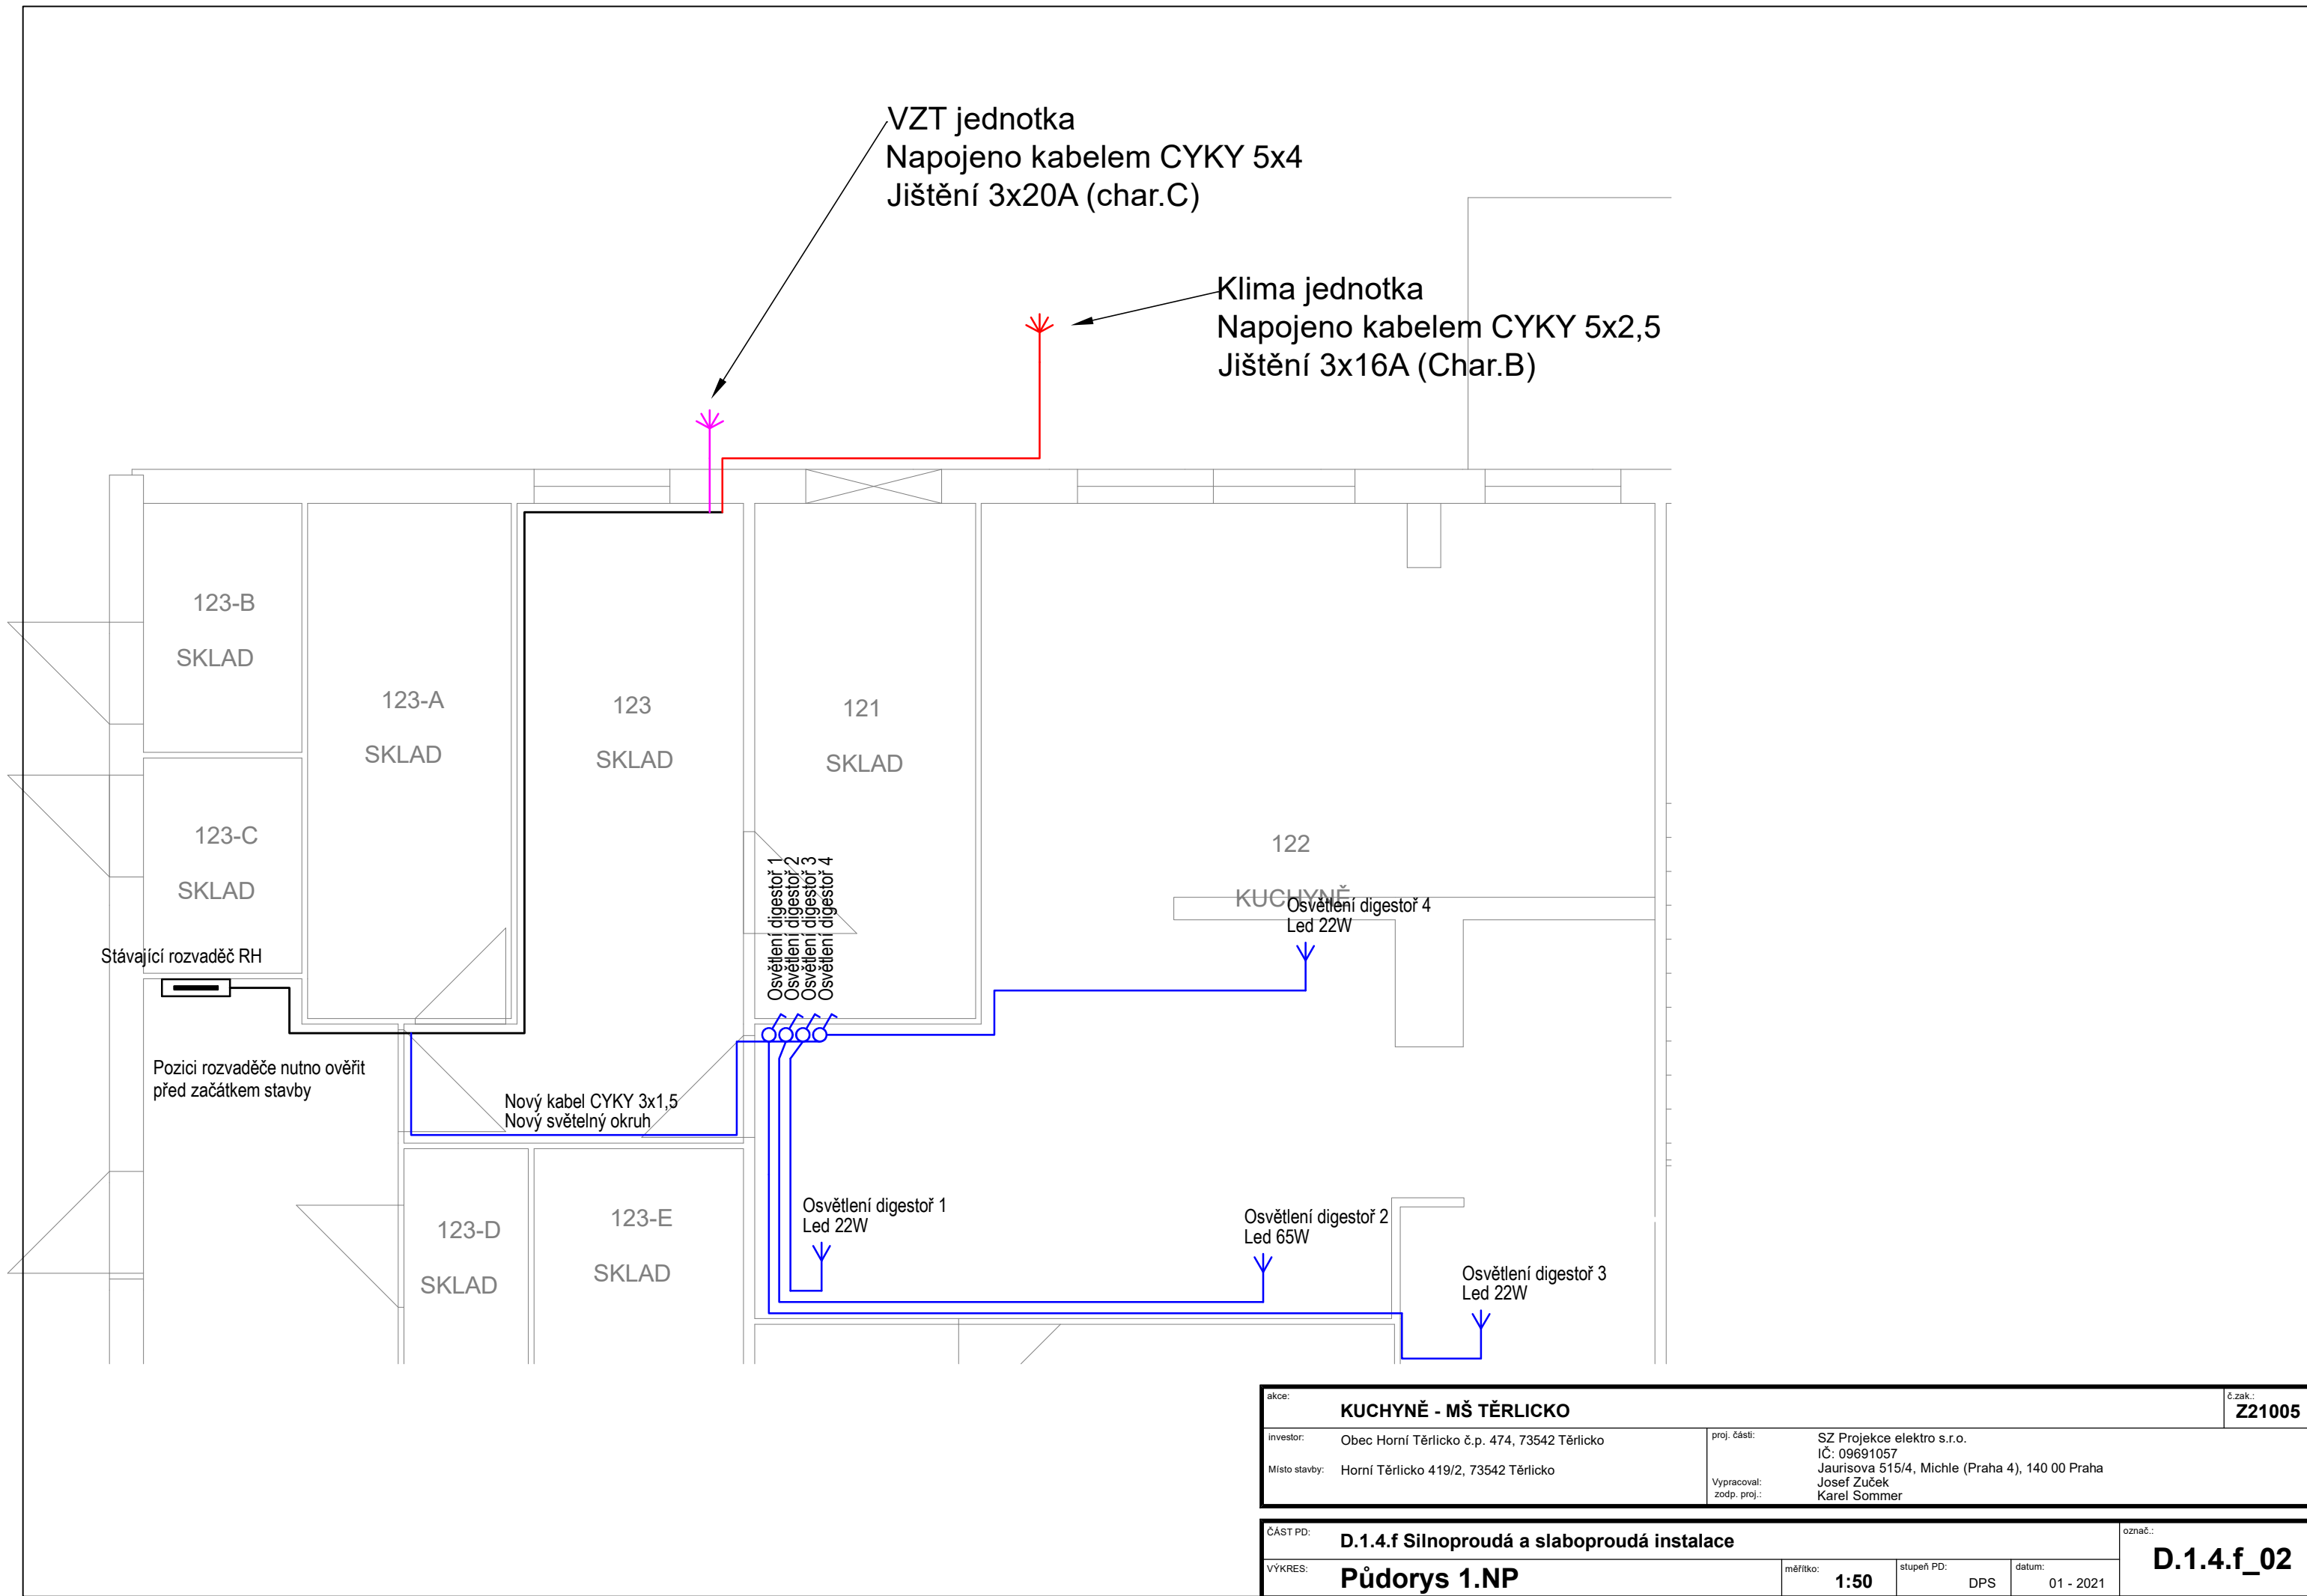 VZT jednotka
Napojeno kabelem CYKY 5x4
Jištění 3x20A (char.C)
Klima jednotka
Napojeno kabelem CYKY 5x2,5
Jištění 3x16A (Char.B)
123-B
SKLAD
123-A
SKLAD
123
SKLAD
121
SKLAD
123-C
SKLAD
122
KUCHYNĚ
Osvětlení digestoř 1
Osvětlení digestoř 2
Osvětlení digestoř 3
Osvětlení digestoř 4
Osvětlení digestoř 4
Led 22W
Stávající rozvaděč RH
Pozici rozvaděče nutno ověřit
před začátkem stavby
Nový kabel CYKY 3x1,5
Nový světelný okruh
123-D
SKLAD
123-E
SKLAD
Osvětlení digestoř 1
Led 22W
Osvětlení digestoř 2
Led 65W
Osvětlení digestoř 3
Led 22W
akce:
KUCHYNĚ - MŠ TĚRLICKO
č.zak.:
Z21005
investor:
Obec Horní Těrlicko č.p. 474, 73542 Těrlicko
Místo stavby:
Horní Těrlicko 419/2, 73542 Těrlicko
proj. části:
SZ Projekce elektro s.r.o.
IČ: 09691057
Jaurisova 515/4, Michle (Praha 4), 140 00 Praha
Vypracoval:
Josef Zuček
zodp. proj.:
Karel Sommer
ČÁST PD:
D.1.4.f Silnoproudá a slaboproudá instalace
označ.:
D.1.4.f_02
VÝKRES:
Půdorys 1.NP
měřítko:
1:50
stupeň PD:
DPS
datum:
01 - 2021